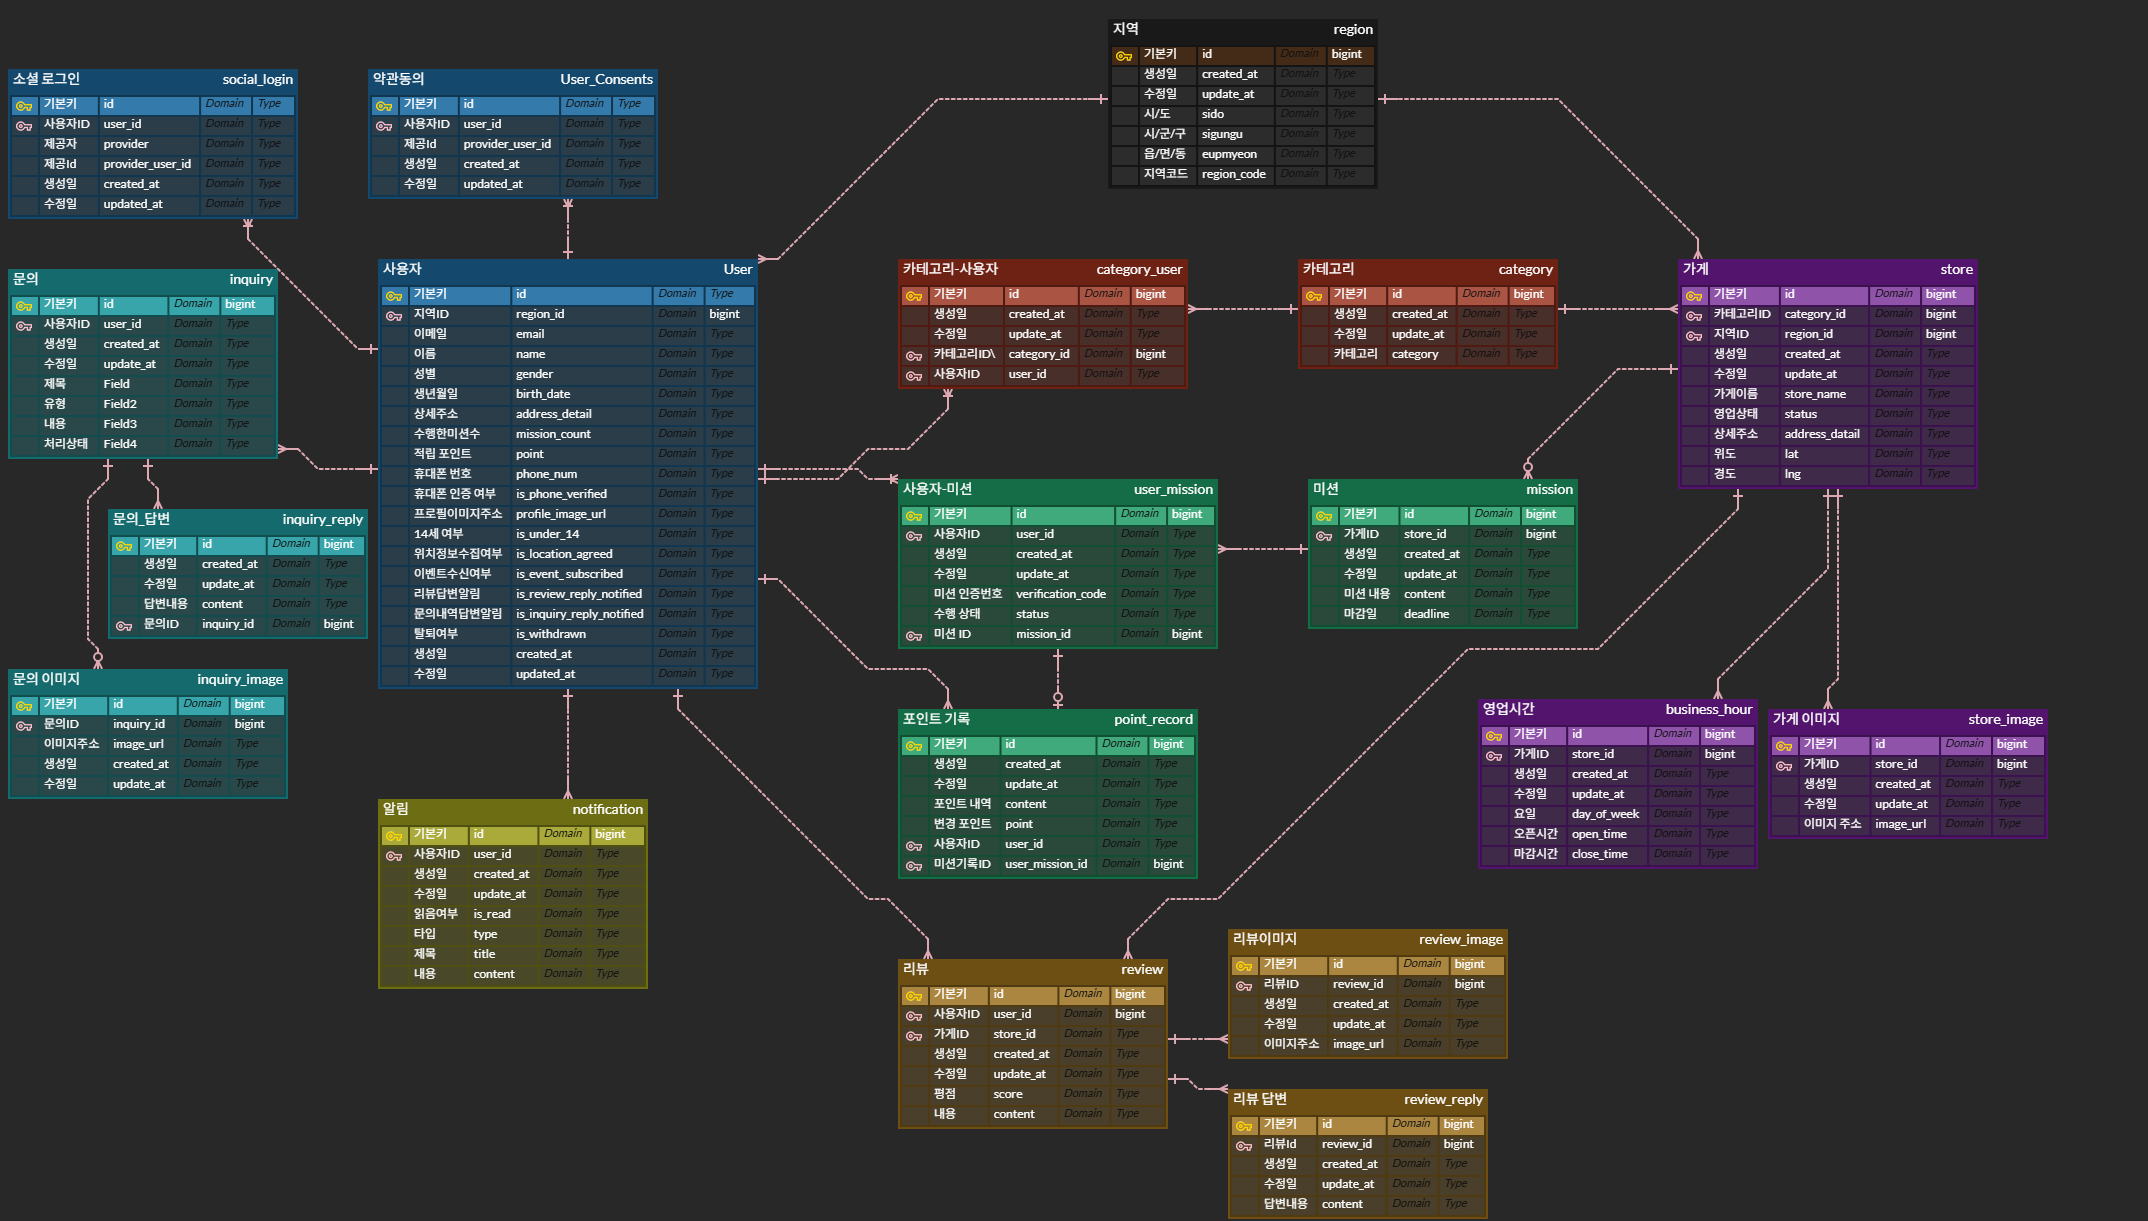 지역 region
기본키 id Domain bigint
생성일 created_at Domain Type
수정일 update_at Domain Type
시/도 sido Domain Type
시/군/구 sigungu Domain Type
읍/면/동 eupmyeon Domain Type
지역코드 region_code Domain Type
소셜 로그인 social_login
기본키 id Domain Type
사용자ID user_id Domain Type
제공자 provider Domain Type
제공Id provider_user_id Domain Type
생성일 created_at Domain Type
수정일 updated_at Domain Type
약관동의 User_Consents
기본키 id Domain Type
사용자ID user_id Domain Type
제공Id provider_user_id Domain Type
생성일 created_at Domain Type
수정일 updated_at Domain Type
문의 inquiry
기본키 id Domain bigint
사용자ID user_id Domain Type
생성일 created_at Domain Type
수정일 update_at Domain Type
제목 Field Domain Type
유형 Field2 Domain Type
내용 Field3 Domain Type
처리상태 Field4 Domain Type
사용자 User
기본키 id Domain Type
지역ID region_id Domain bigint
이메일 email Domain Type
이름 name Domain Type
성별 gender Domain Type
생년월일 birth_date Domain Type
상세주소 address_detail Domain Type
수행한미션수 mission_count Domain Type
적립 포인트 point Domain Type
휴대폰 번호 phone_num Domain Type
휴대폰 인증 여부 is_phone_verified Domain Type
프로필이미지주소 profile_image_url Domain Type
14세 여부 is_under_14 Domain Type
위치정보수집여부 is_location_agreed Domain Type
이벤트수신여부 is_event_subscribed Domain Type
리뷰답변알림 is_review_reply_notified Domain Type
문의내역답변알림 is_inquiry_reply_notified Domain Type
탈퇴여부 is_withdrawn Domain Type
생성일 created_at Domain Type
수정일 updated_at Domain Type
카테고리-사용자 category_user
기본키 id Domain bigint
생성일 created_at Domain Type
수정일 update_at Domain Type
카테고리ID\ category_id Domain bigint
사용자ID user_id Domain Type
카테고리 category
기본키 id Domain bigint
생성일 created_at Domain Type
수정일 update_at Domain Type
카테고리 category Domain Type
가게 store
기본키 id Domain bigint
카테고리ID category_id Domain bigint
지역ID region_id Domain bigint
생성일 created_at Domain Type
수정일 update_at Domain Type
가게이름 store_name Domain Type
영업상태 status Domain Type
상세주소 address_datail Domain Type
위도 lat Domain Type
경도 lng Domain Type
문의_답변 inquiry_reply
기본키 id Domain bigint
생성일 created_at Domain Type
수정일 update_at Domain Type
답변내용 content Domain Type
문의ID inquiry_id Domain bigint
사용자-미션 user_mission
기본키 id Domain bigint
사용자ID user_id Domain Type
생성일 created_at Domain Type
수정일 update_at Domain Type
미션 인증번호 verification_code Domain Type
수행 상태 status Domain Type
미션 ID mission_id Domain bigint
미션 mission
기본키 id Domain bigint
가게ID store_id Domain bigint
생성일 created_at Domain Type
수정일 update_at Domain Type
미션 내용 content Domain Type
마감일 deadline Domain Type
문의 이미지 inquiry_image
기본키 id Domain bigint
문의ID inquiry_id Domain bigint
이미지주소 image_url Domain Type
생성일 created_at Domain Type
수정일 update_at Domain Type
포인트 기록 point_record
기본키 id Domain bigint
생성일 created_at Domain Type
수정일 update_at Domain Type
포인트 내역 content Domain Type
변경 포인트 point Domain Type
사용자ID user_id Domain Type
미션기록ID user_mission_id Domain bigint
영업시간 business_hour
기본키 id Domain bigint
가게ID store_id Domain bigint
생성일 created_at Domain Type
수정일 update_at Domain Type
요일 day_of_week Domain Type
오픈시간 open_time Domain Type
마감시간 close_time Domain Type
가게 이미지 store_image
기본키 id Domain bigint
가게ID store_id Domain bigint
생성일 created_at Domain Type
수정일 update_at Domain Type
이미지 주소 image_url Domain Type
알림 notification
기본키 id Domain bigint
사용자ID user_id Domain Type
생성일 created_at Domain Type
수정일 update_at Domain Type
읽음여부 is_read Domain Type
타입 type Domain Type
제목 title Domain Type
내용 content Domain Type
리뷰 review
기본키 id Domain bigint
사용자ID user_id Domain bigint
가게ID store_id Domain Type
생성일 created_at Domain Type
수정일 update_at Domain Type
평점 score Domain Type
내용 content Domain Type
리뷰이미지 review_image
기본키 id Domain bigint
리뷰ID review_id Domain bigint
생성일 created_at Domain Type
수정일 update_at Domain Type
이미지주소 image_url Domain Type
리뷰 답변 review_reply
기본키 id Domain bigint
리뷰Id review_id Domain bigint
생성일 created_at Domain Type
수정일 update_at Domain Type
답변내용 content Domain Type